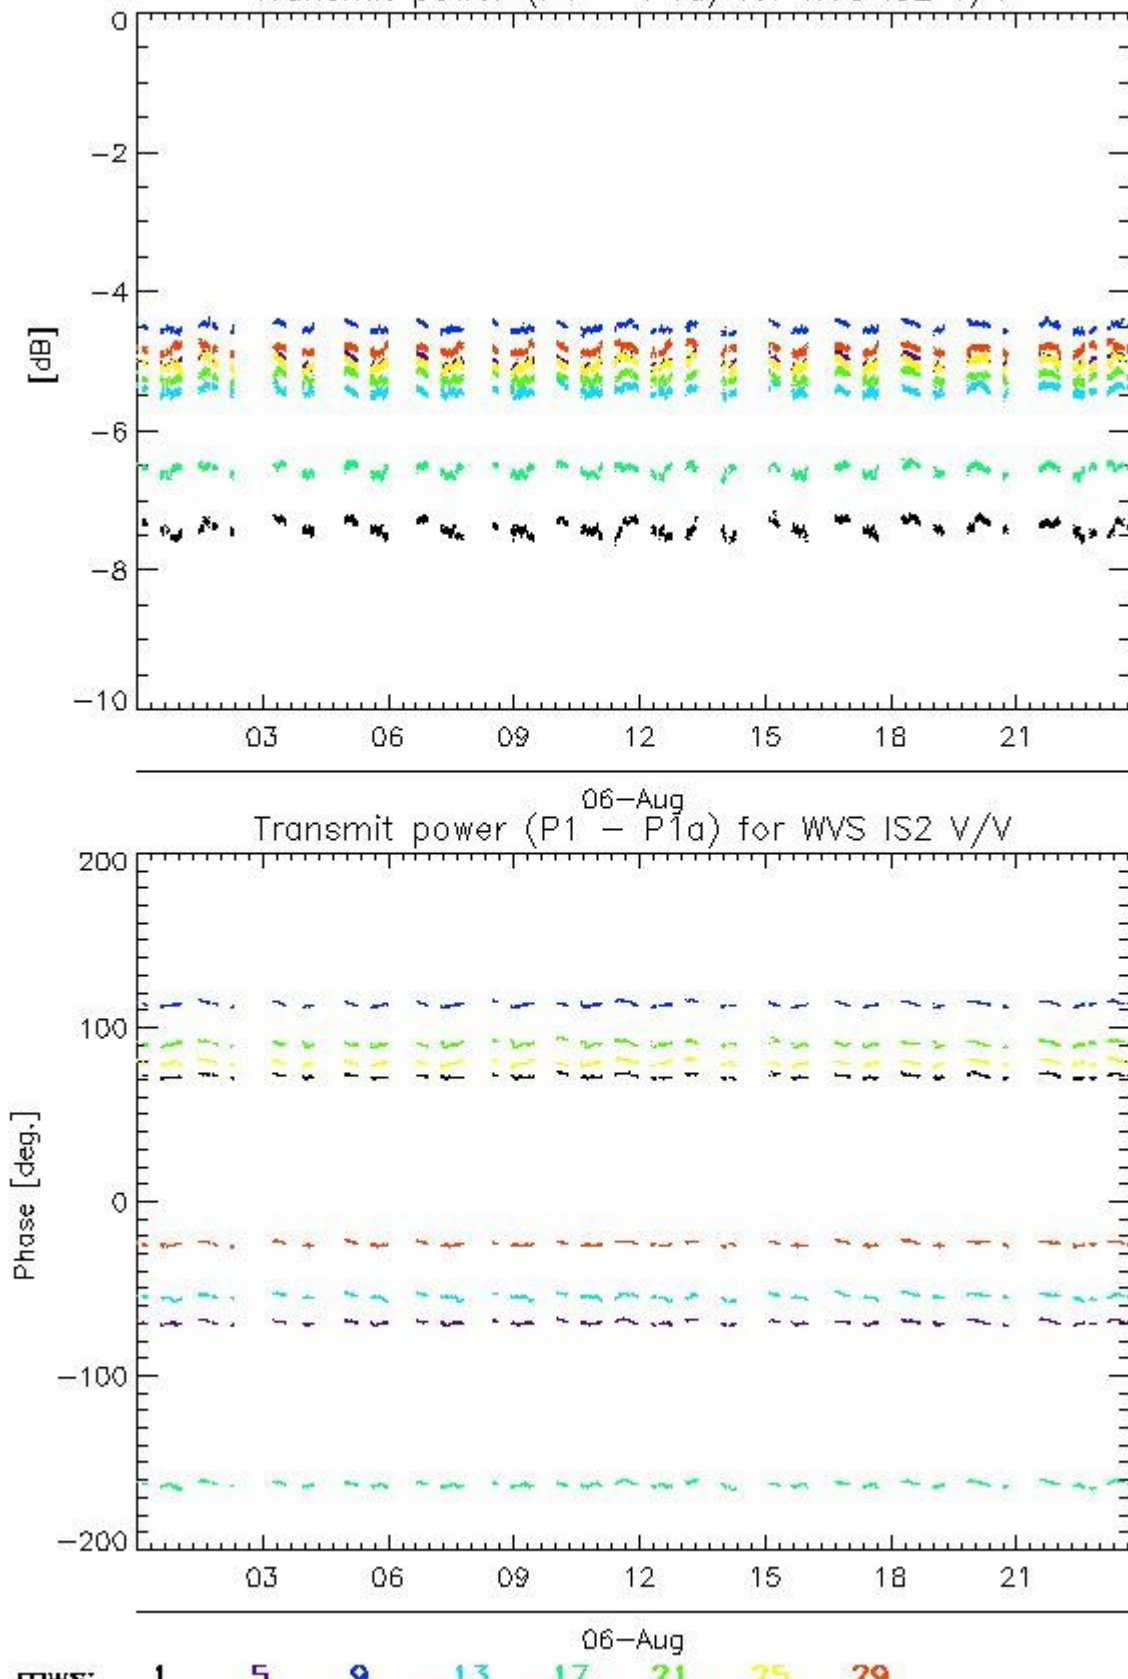 0
-2
-4
[dB]
-6
-8
-10
03 06 09 12 15 18 21
06-Aug
Transmit power (P1 - P1a) for WVS IS2 V/V
200
100
0
Phase [deg.]
-100
-200
03 06 09 12 15 18 21
06-Aug
rows: 1 5 9 13 17 21 25 29